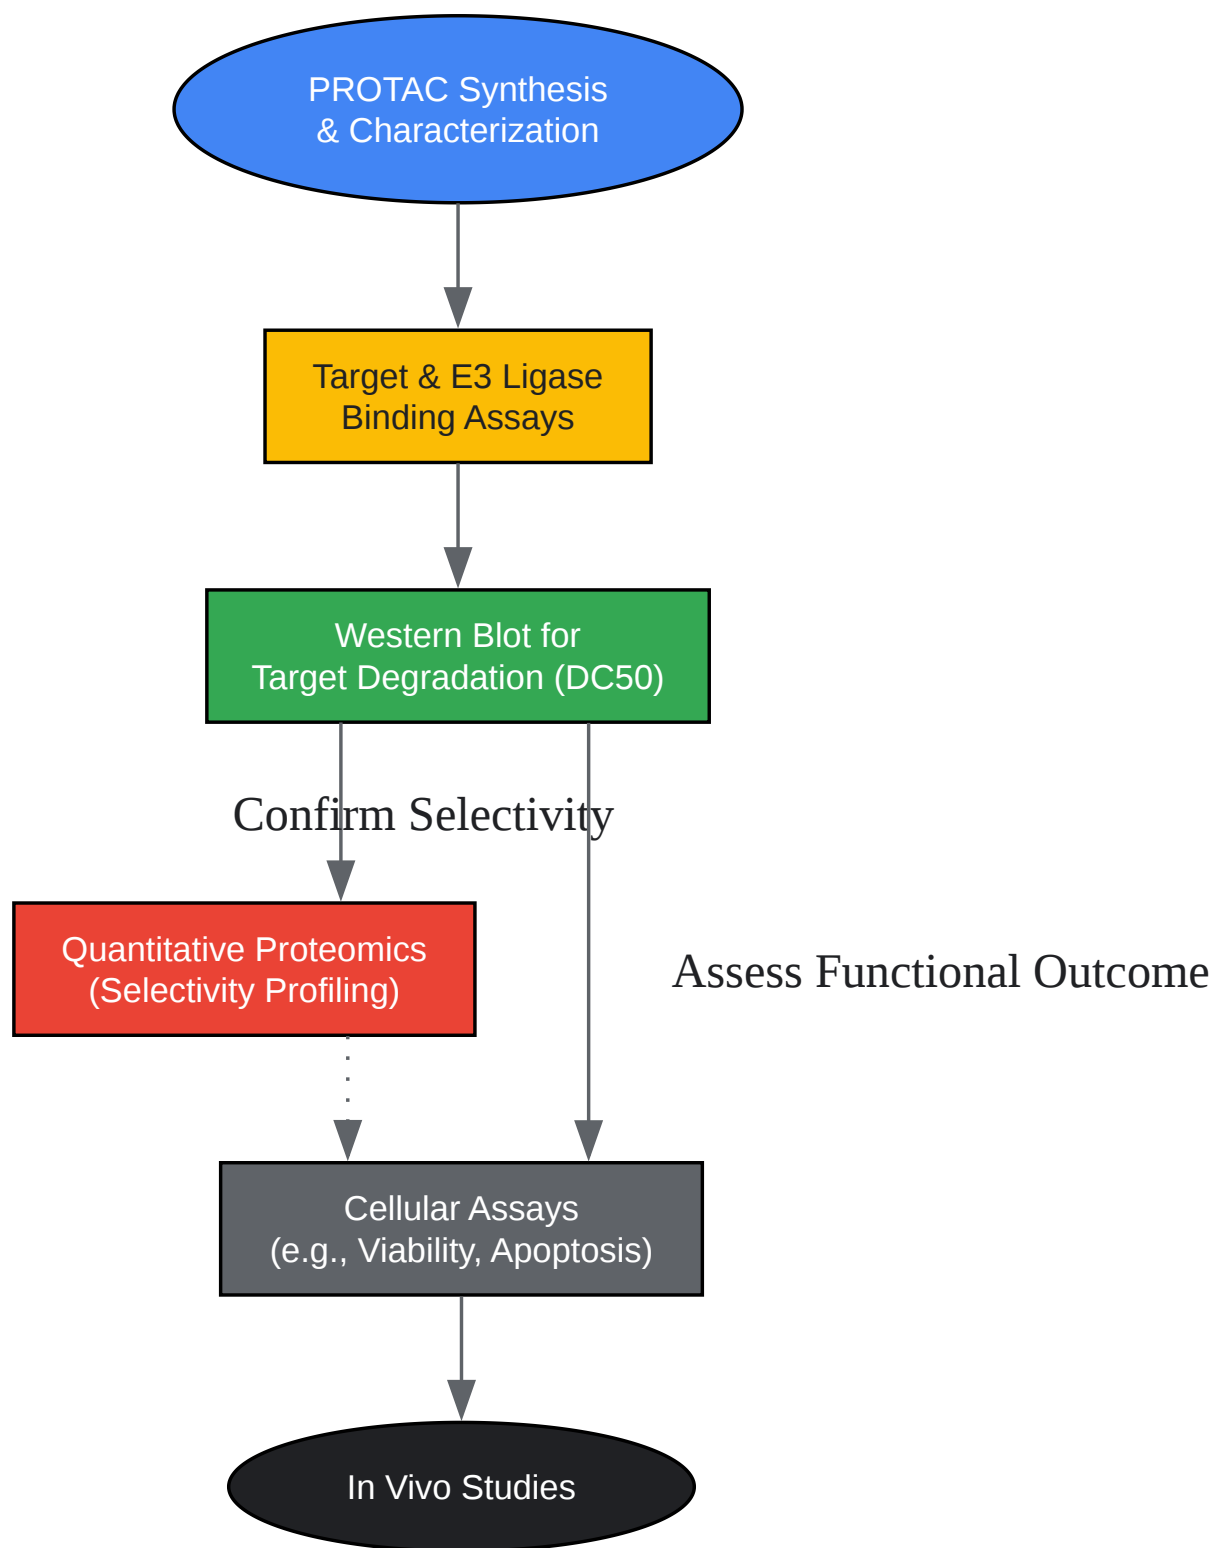 PROTAC Synthesis
& Characterization
Target & E3 Ligase
Binding Assays
Western Blot for
Target Degradation (DC50)
Confirm Selectivity
Quantitative Proteomics
(Selectivity Profiling)
Assess Functional Outcome
Cellular Assays
(e.g., Viability, Apoptosis)
In Vivo Studies